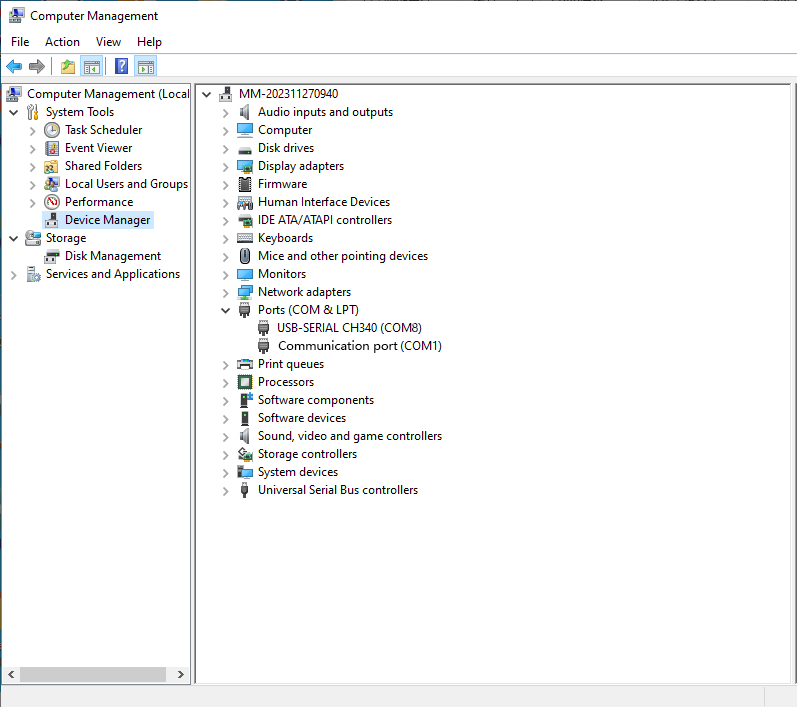 Computer Management
File Action View Help
Computer Management (Local
System Tools
Task Scheduler
Event Viewer
Shared Folders
Local Users and Groups
Performance
Device Manager
Storage
Disk Management
Services and Applications
MM-202311270940
Audio inputs and outputs
Computer
Disk drives
Display adapters
Firmware
Human Interface Devices
IDE ATA/ATAPI controllers
Keyboards
Mice and other pointing devices
Monitors
Network adapters
Ports (COM & LPT)
USB-SERIAL CH340 (COM8)
Communication port (COM1)
Print queues
Processors
Software components
Software devices
Sound, video and game controllers
Storage controllers
System devices
Universal Serial Bus controllers